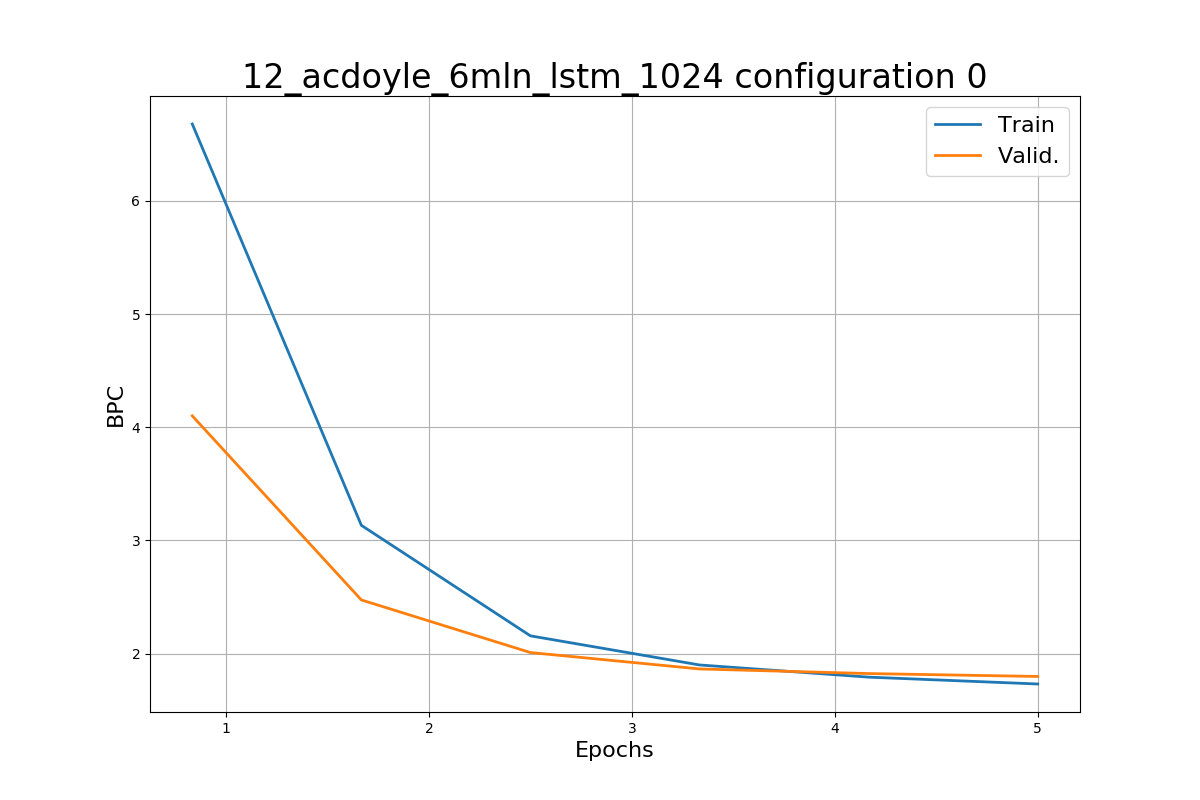 12_acdoyle_6mln_lstm_1024 configuration 0
Train
Valid.
6
5
4
3
2
BPC
1 2 3 4 5
Epochs